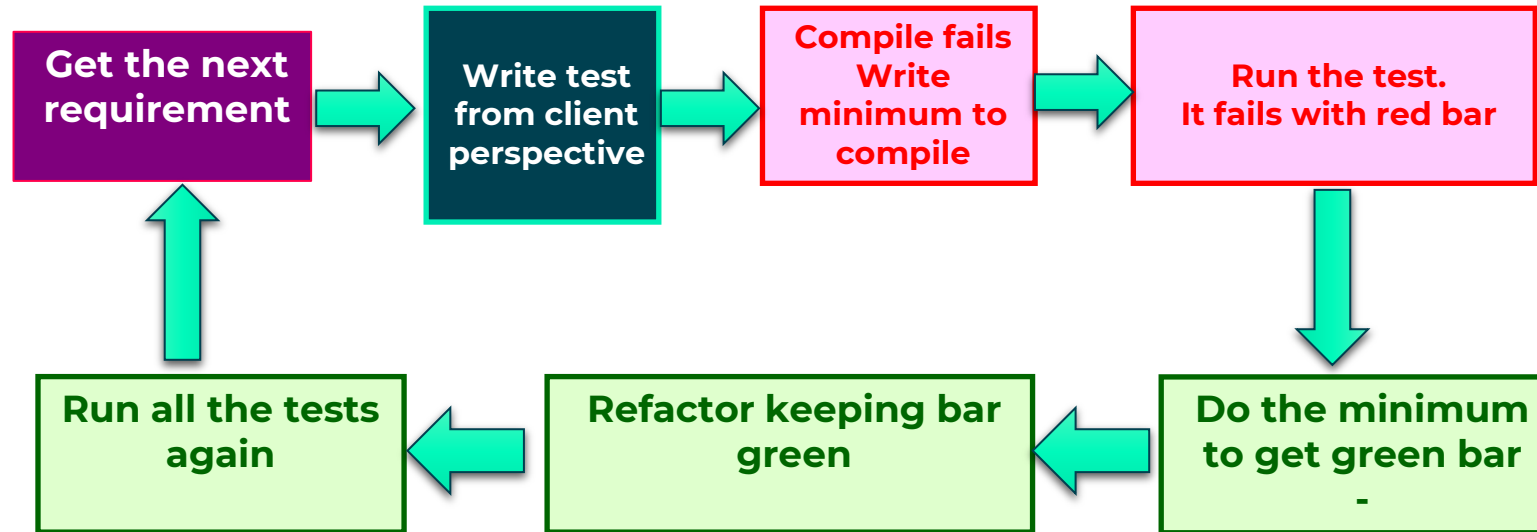 Get the next
requirement
Write test
from client
perspective
Compile fails
Write
minimum to
compile
Run the test.
It fails with red bar
Do the minimum
to get green bar
-
Refactor keeping bar
green
Run all the tests
again